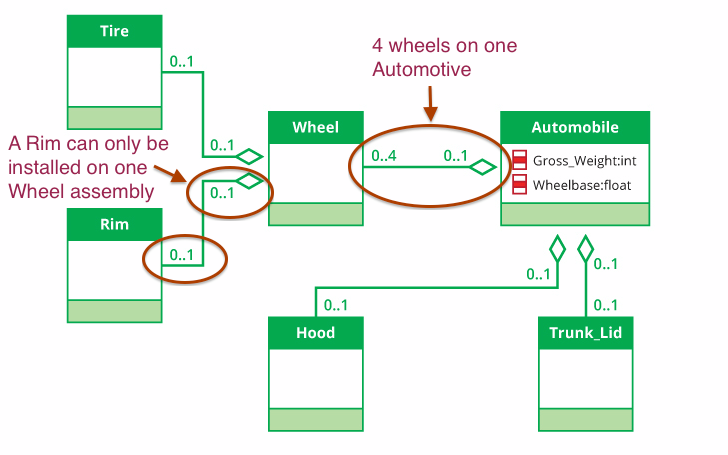 Tire
0..1
4 wheels on one
Automotive
A Rim can only be
installed on one
Wheel assembly
0..1
0..1
Wheel
0..4
0..1
Automobile
Gross_Weight:int
Wheelbase:float
Rim
0..1
0..1
0..1
Hood
0..1
0..1
Trunk_Lid